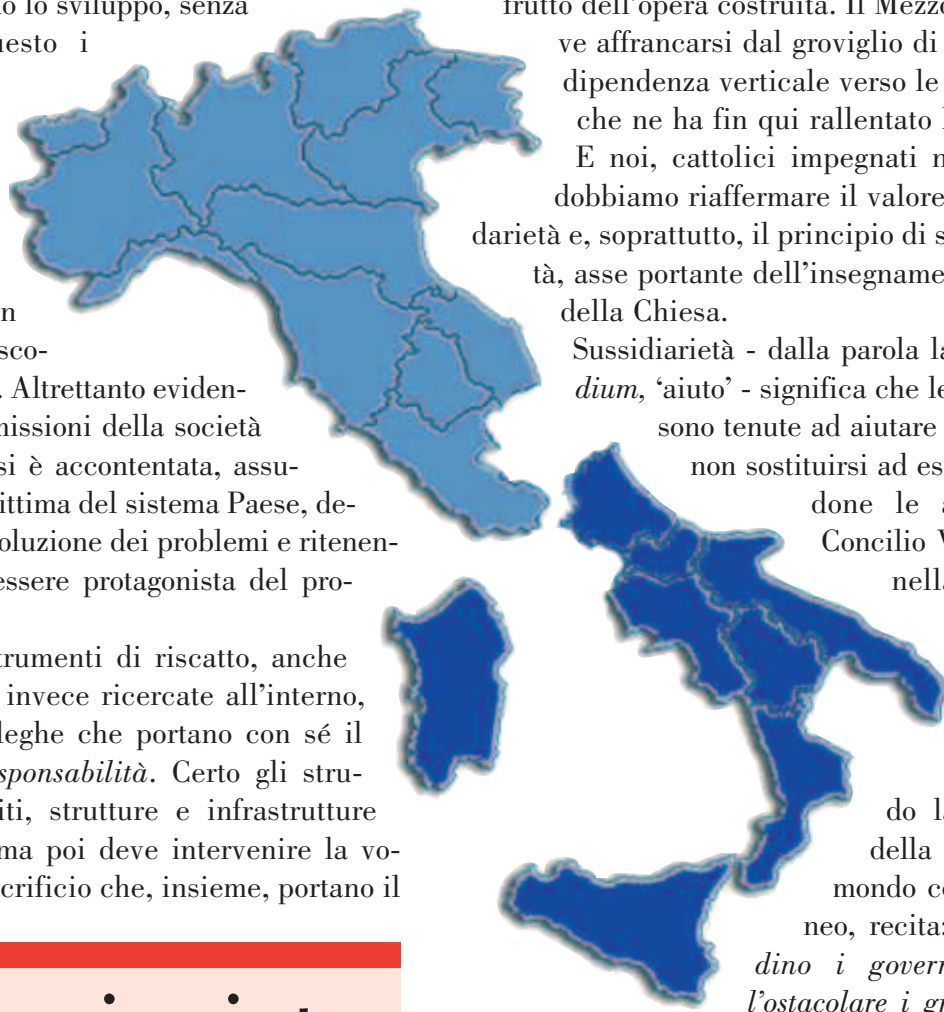 o lo sviluppo, senza
uesto i
n
sco-
. Altrettanto eviden-
missioni della società
si è accontentata, assu-
ittima del sistema Paese, de-
oluzione dei problemi e ritenen-
essere protagonista del pro-
trumenti di riscatto, anche
invece ricercate all'interno,
leghe che portano con sé il
sponsabilità. Certo gli stru-
iti, strutture e infrastrutture
ma poi deve intervenire la vo-
crificio che, insieme, portano il
frutto dell'opera costruita. Il Mezzo
ve affrancarsi dal groviglio di
dipendenza verticale verso le
che ne ha fin qui rallentato
E noi, cattolici impegnati n
dobbiamo riaffermare il valore
darietà e, soprattutto, il principio di s
tà, asse portante dell'insegname
della Chiesa.
Sussidiarietà - dalla parola la
dium, 'aiuto' - significa che le
sono tenute ad aiutare
non sostituirsi ad es
done le a
Concilio V
nella
do la
della
mondo co
neo, recita:
dino i govern
l'ostacolare i gr